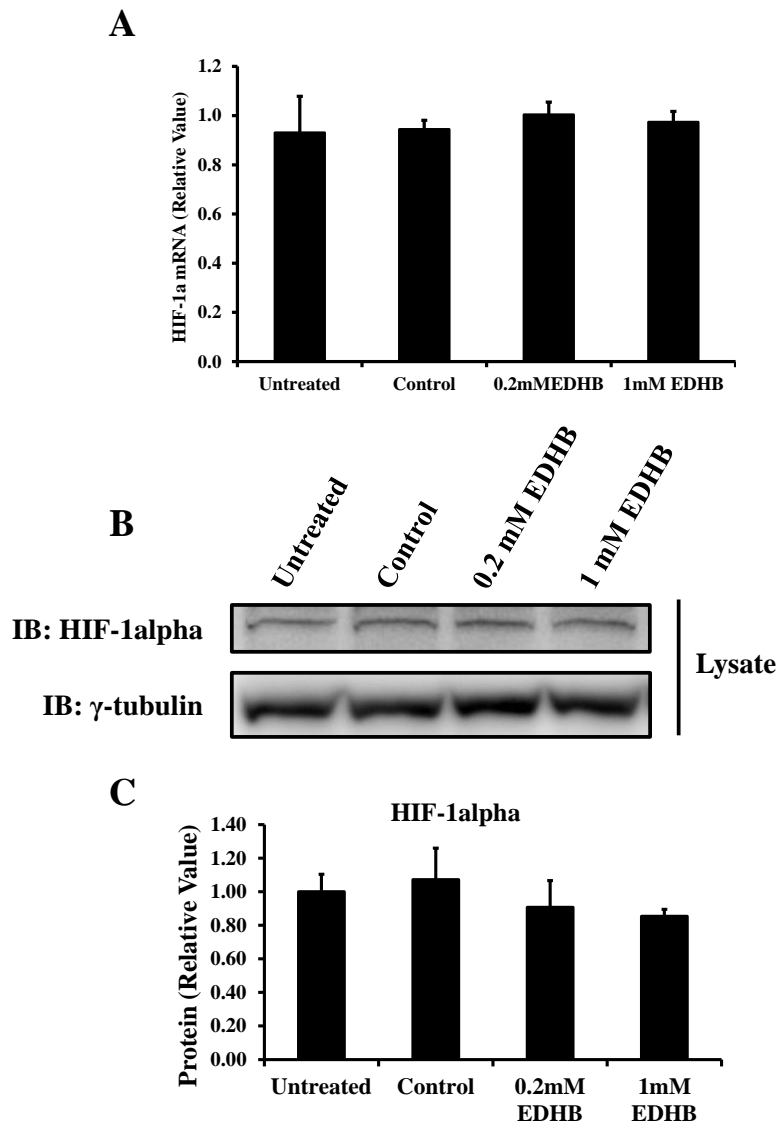 A
HIF-1a mRNA (Relative Value)
1.2
1.0
0.8
0.6
0.4
0.2
0.0
Untreated Control 0.2mMEDHB 1mM EDHB
B
Untreated
Control
0.2 mM EDHB
1 mM EDHB
IB: HIF-1alpha
IB: γ-tubulin
Lysate
C
HIF-1alpha
Protein (Relative Value)
1.40
1.20
1.00
0.80
0.60
0.40
0.20
0.00
Untreated Control 0.2mM 1mM
EDHB EDHB